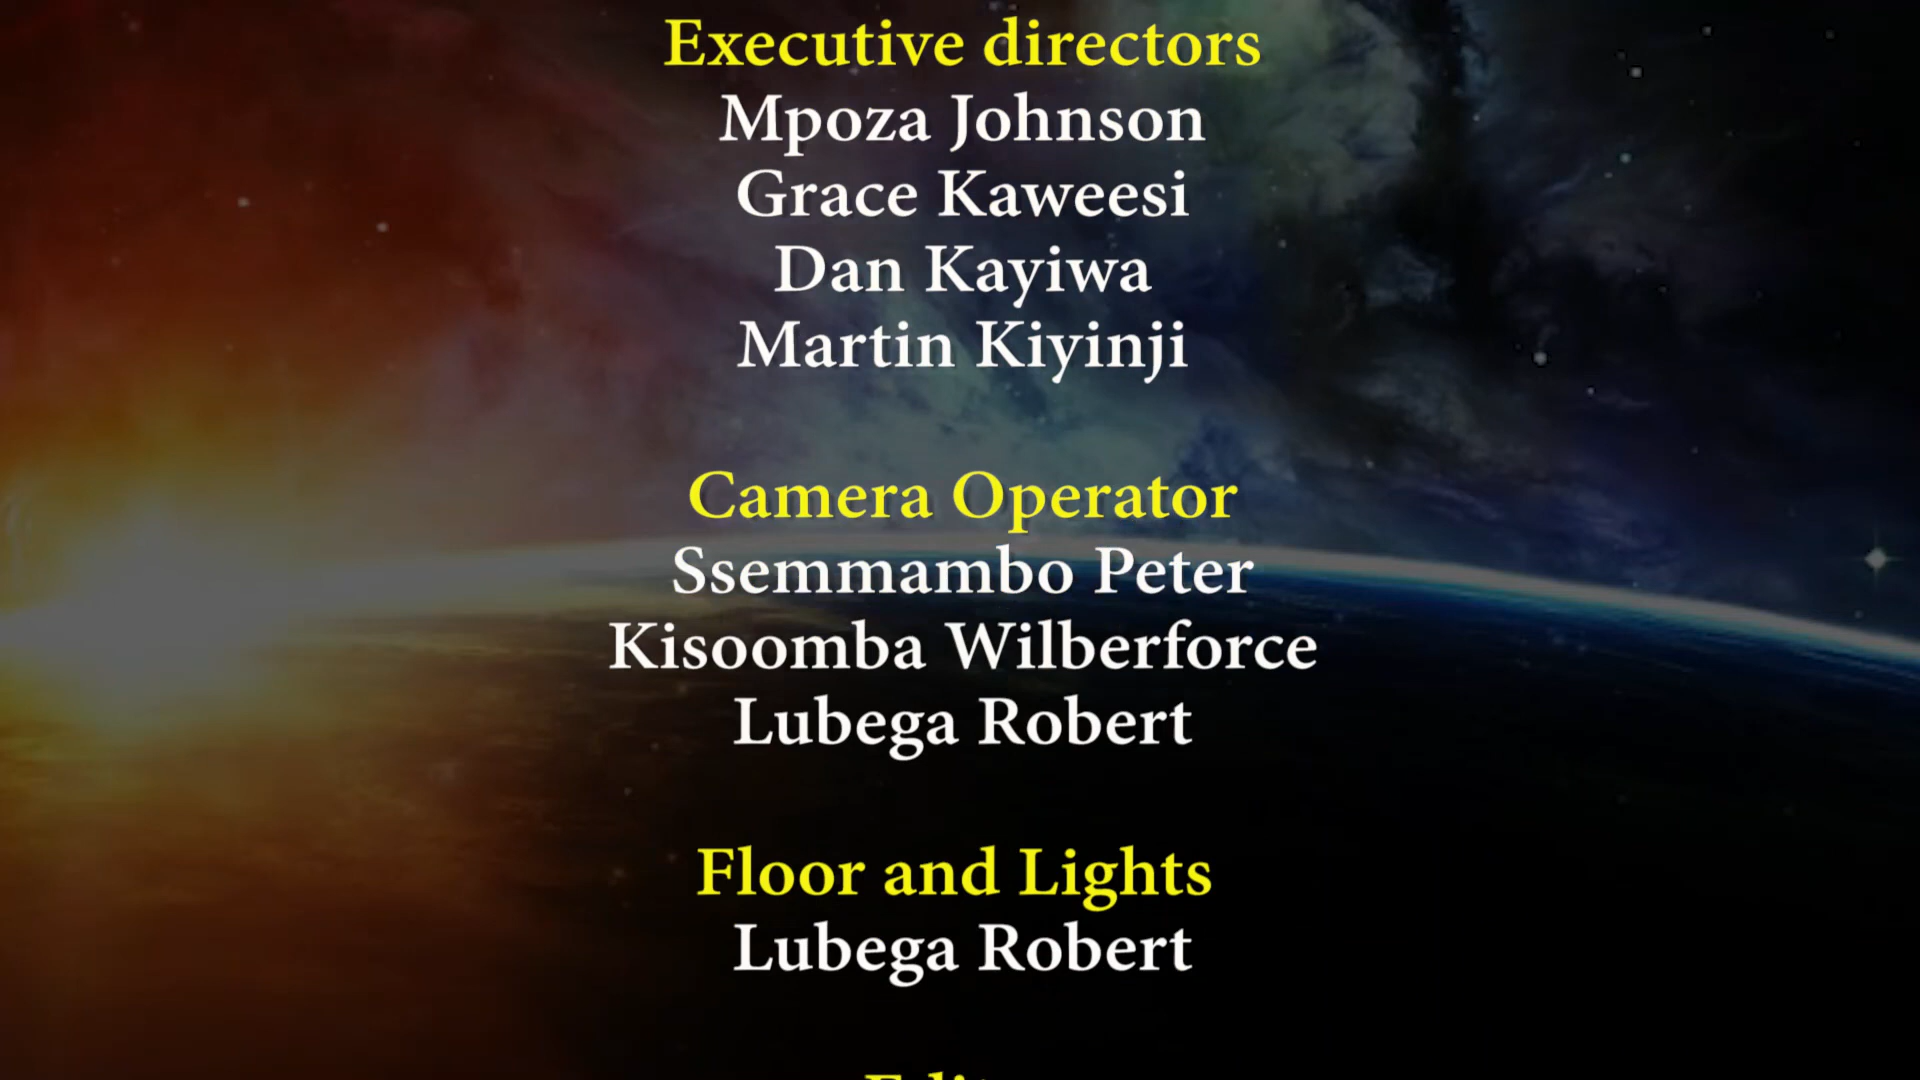 Executive directors
Mpoza Johnson
Grace Kaweesi
Dan Kayiwa
Martin Kiyinji
Camera Operator
Ssemmambo Peter
Kisoomba Wilberforce
Lubega Robert
Floor and Lights
Lubega Robert